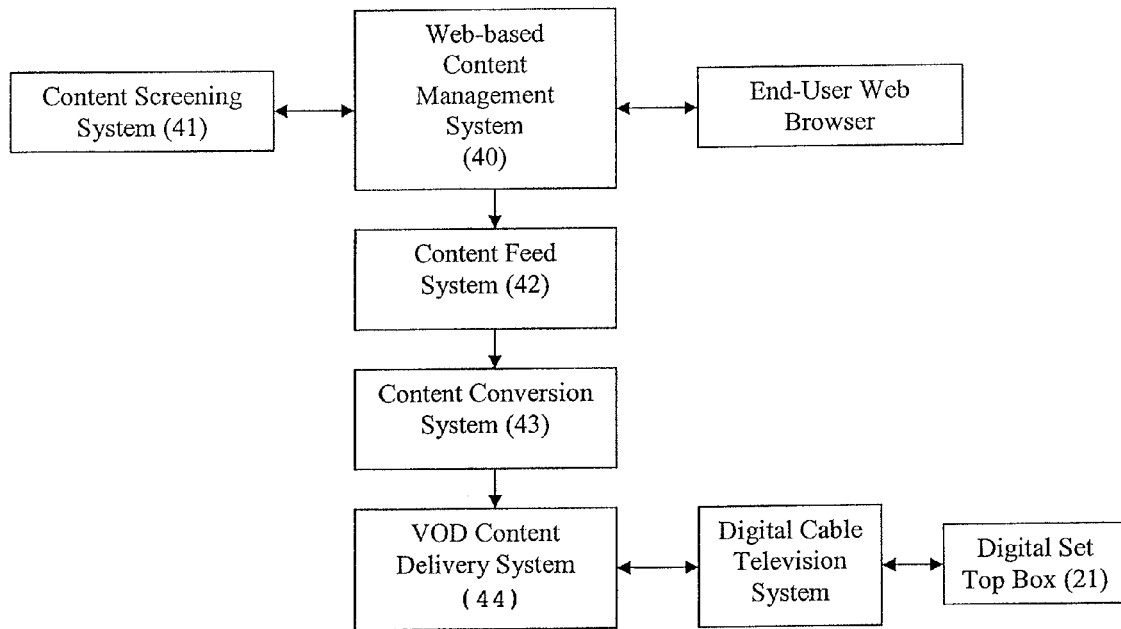 Web-based
Content
Management
System
(40)
Content Screening
System (41)
End-User Web
Browser
Content Feed
System (42)
Content Conversion
System (43)
VOD Content
Delivery System
(44)
Digital Cable
Television
System
Digital Set
Top Box (21)